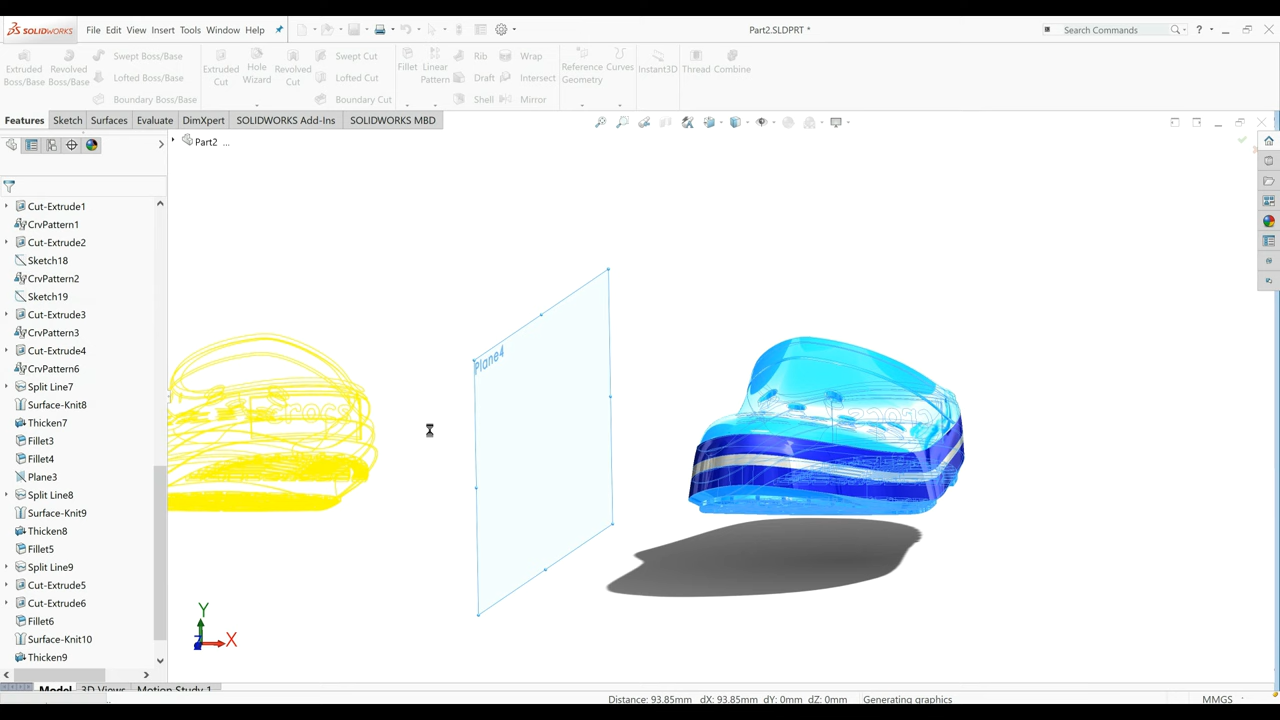 SOLIDWORKS File Edit View Insert Tools Window Help Part2.SLDPRT * Search Commands
Extruded Boss/Base
Revolved Boss/Base
Swept Boss/Base
Lofted Boss/Base
Boundary Boss/Base
Extruded Cut
Hole Wizard
Revolved Cut
Swept Cut
Lofted Cut
Boundary Cut
Fillet
Linear Pattern
Rib
Draft
Shell
Wrap
Intersect
Mirror
Reference Geometry
Curves
Instant3D
Thread
Combine
Features Sketch Surfaces Evaluate DimXpert SOLIDWORKS Add-Ins SOLIDWORKS MBD
Part2 ...
Cut-Extrude1
CrvPattern1
Cut-Extrude2
Sketch18
CrvPattern2
Sketch19
Cut-Extrude3
CrvPattern3
Cut-Extrude4
CrvPattern6
Split Line7
Surface-Knit8
Thicken7
Fillet3
Fillet4
Plane3
Split Line8
Surface-Knit9
Thicken8
Fillet5
Split Line9
Cut-Extrude5
Cut-Extrude6
Fillet6
Surface-Knit10
Thicken9
Plane4
crocs
crocs
Y
X
Z
Model 3D Views Motion Study 1
Distance: 93.85mm dX: 93.85mm dY: 0mm dZ: 0mm Generating graphics MMGS